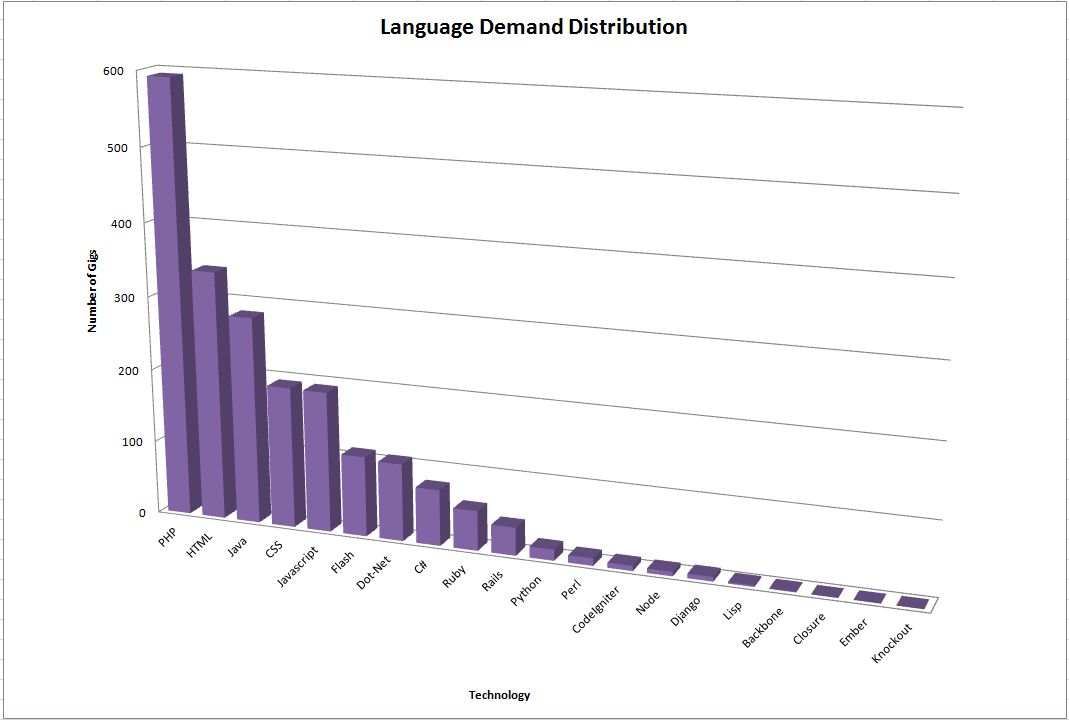 Language Demand Distribution
600
500
400
300
200
100
0
Number of Gigs
PHP
HTML
Java
CSS
Javascript
Flash
Dot-Net
C#
Ruby
Rails
Python
Perl
CodeIgniter
Node
Django
Lisp
Backbone
Closure
Ember
Knockout
Technology